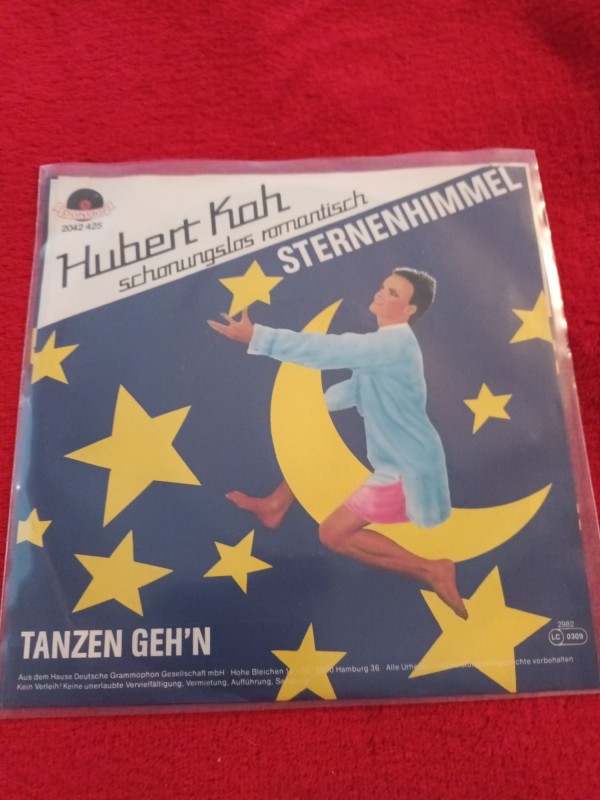 2042 425
Hubert Kah
schonungslos romantisch
STERNENHIMMEL
TANZEN GEH'N
2982
LC 0309
Aus dem Hause Deutsche Grammophon Gesellschaft mbH · Hohe Bleichen Hamburg 36 · Alle vorbehalten
Kein Verleih! Keine unerlaubte Vervielfältigung, Vermietung, Aufführung,